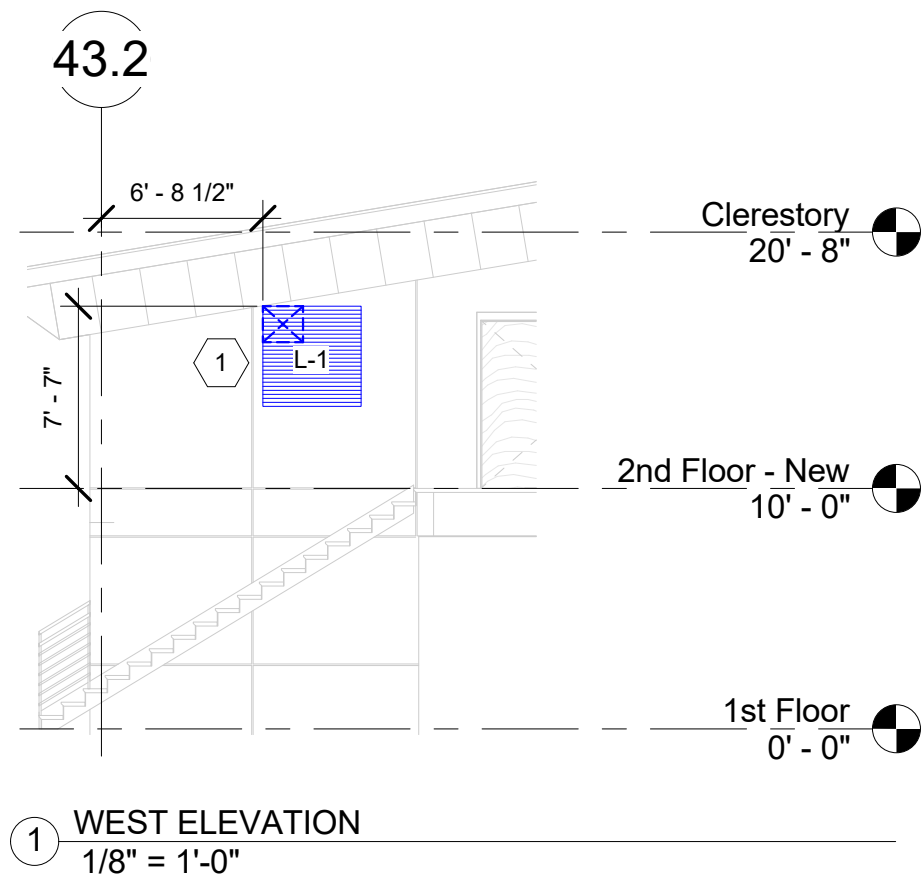 43.2
6' - 8 1/2"
Clerestory
20' - 8"
1
L-1
7' - 7"
2nd Floor - New
10' - 0"
1st Floor
0' - 0"
1
WEST ELEVATION
1/8" = 1'-0"